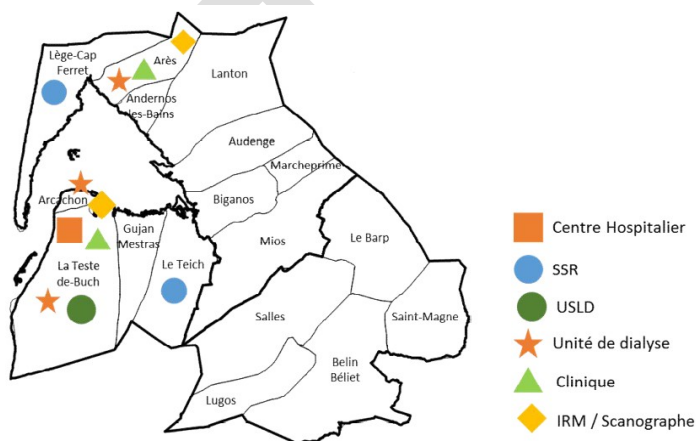 Lège-Cap
Ferret
Arès
Lanton
Andernos
les-Bains
Audenge
Marcheprime
Arcachon
Biganos
Gujan
Mestras
Mios
Le Barp
La Teste
de-Buch
Le Teich
Salles
Saint-Magne
Belin
Béliet
Lugos
Centre Hospitalier
SSR
USLD
Unité de dialyse
Clinique
IRM / Scanographe